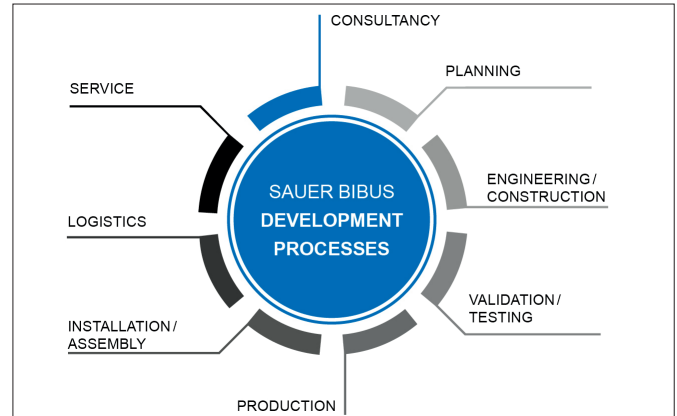 CONSULTANCY
PLANNING
ENGINEERING /
CONSTRUCTION
VALIDATION /
TESTING
PRODUCTION
INSTALLATION /
ASSEMBLY
LOGISTICS
SERVICE
SAUER BIBUS
DEVELOPMENT
PROCESSES